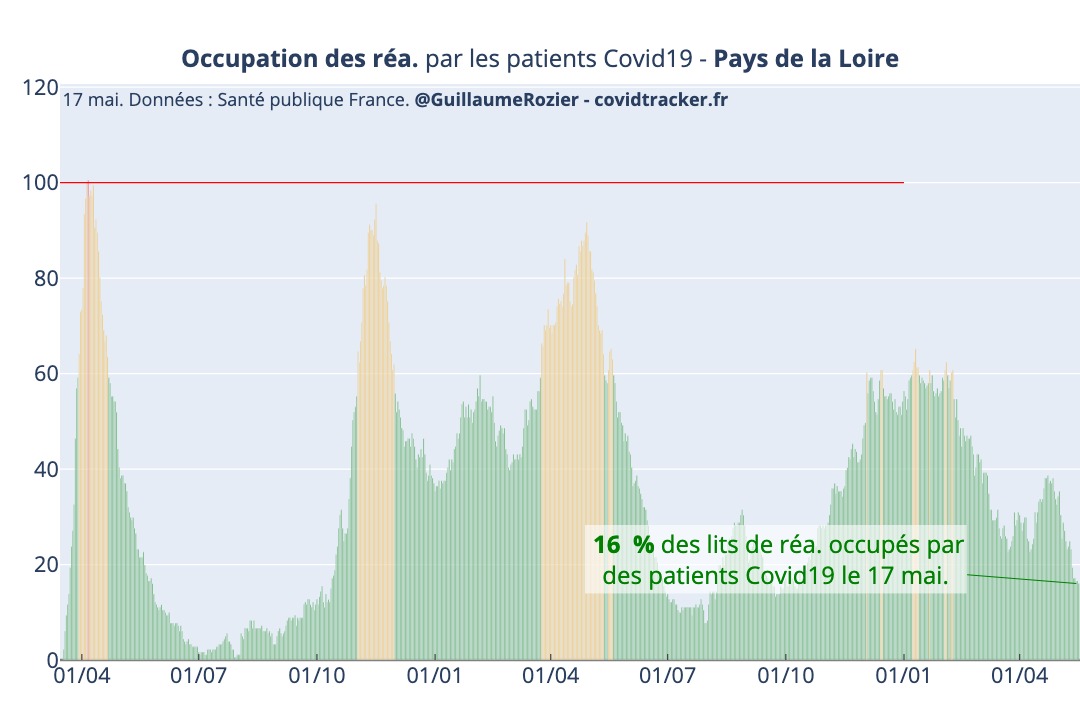 Occupation des réa. par les patients Covid19 - Pays de la Loire
120
17 mai. Données : Santé publique France. @GuillaumeRozier - covidtracker.fr
100
80
60
40
20
0
16 % des lits de réa. occupés par
des patients Covid19 le 17 mai.
01/04 01/07 01/10 01/01 01/04 01/07 01/10 01/01 01/04